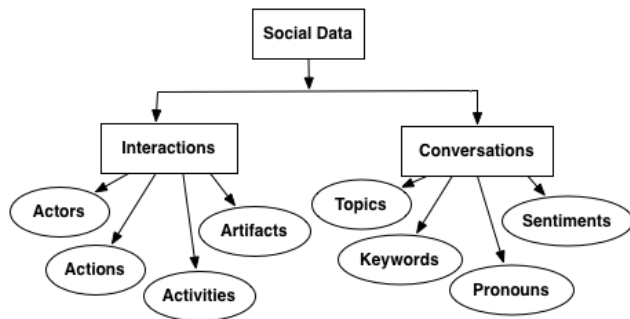 Social Data
Interactions
Conversations
Actors
Artifacts
Actions
Activities
Topics
Sentiments
Keywords
Pronouns